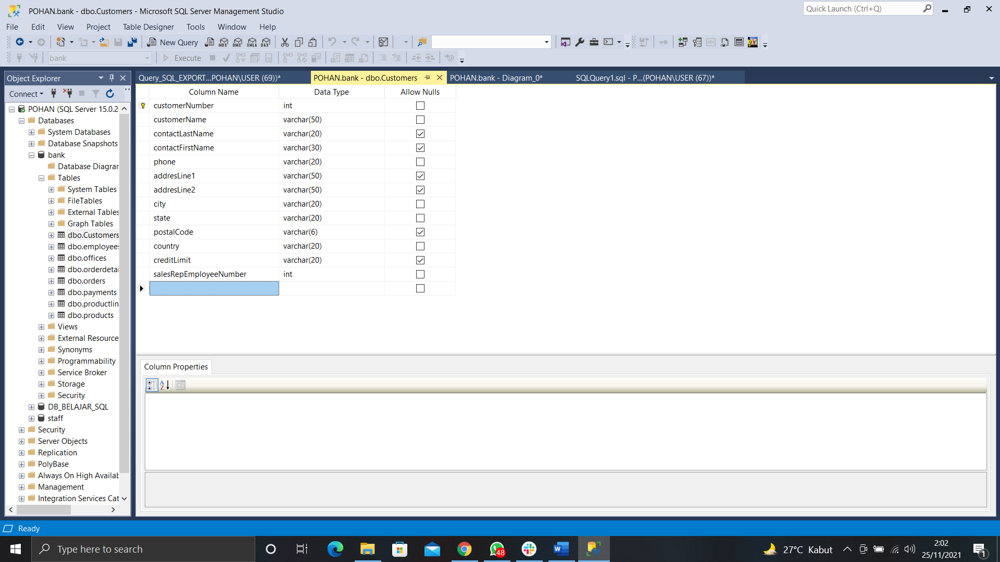 POHAN.bank - dbo.Customers - Microsoft SQL Server Management Studio
Quick Launch (Ctrl+Q)
File Edit View Project Table Designer Tools Window Help
New Query MDX DMX XMLA DAX
bank Execute
Object Explorer
Query_SQL_EXPORT...POHAN\USER (69))* POHAN.bank - dbo.Customers POHAN.bank - Diagram_0* SQLQuery1.sql - P...(POHAN\USER (67))*
Connect
POHAN (SQL Server 15.0.2
Databases
System Databases
Database Snapshots
bank
Database Diagrar
Tables
System Tables
FileTables
External Tables
Graph Tables
dbo.Customers
dbo.employees
dbo.offices
dbo.orderdetai
dbo.orders
dbo.payments
dbo.productlin
dbo.products
Views
External Resource
Synonyms
Programmability
Service Broker
Storage
Security
DB_BELAJAR_SQL
staff
Security
Server Objects
Replication
PolyBase
Always On High Availab
Management
Integration Services Cat
Column Name Data Type Allow Nulls
customerNumber int
customerName varchar(50)
contactLastName varchar(20)
contactFirstName varchar(30)
phone varchar(20)
addresLine1 varchar(50)
addresLine2 varchar(50)
city varchar(20)
state varchar(20)
postalCode varchar(6)
country varchar(20)
creditLimit varchar(20)
salesRepEmployeeNumber int
Column Properties
Ready
Type here to search
48
27°C Kabut
2:02
25/11/2021
1